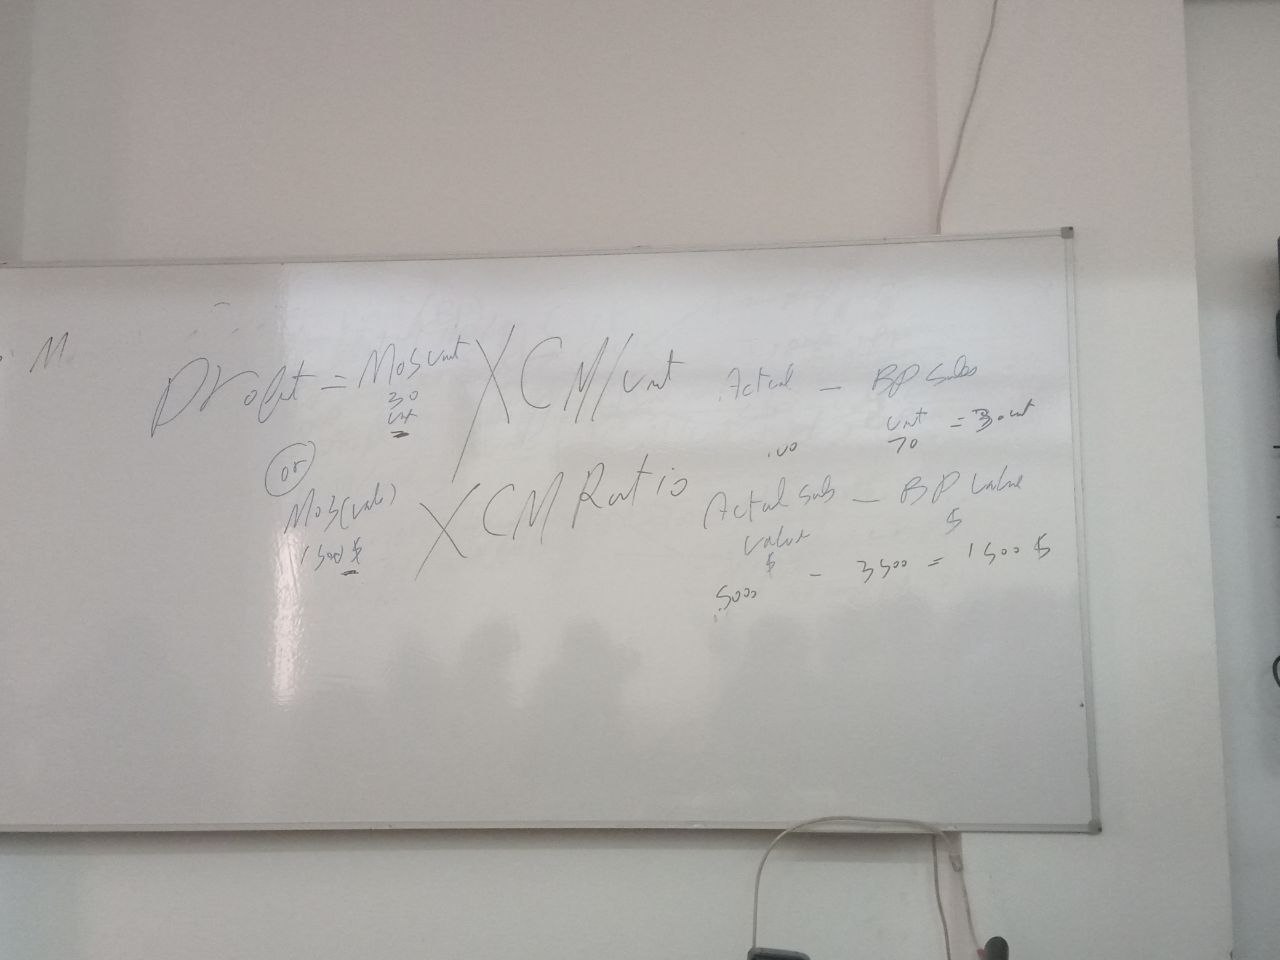 M
Profit = Mos unit X CM/unit
30
unit
or
Mos(value) X CM Ratio
1500 $
Actual - BP Sales
unit = 30 unit
100 70
Actual sales - BP value
value $
$
5000 - 3500 = 1500 $